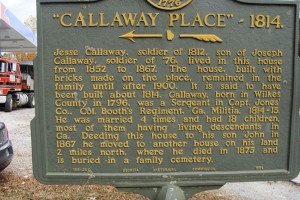 1776
"CALLAWAY PLACE" - 1814.
Jesse Callaway, soldier of 1812, son of Joseph
Callaway, soldier of '76, lived in this house
from 1852 to 1867. The house, built with
bricks made on the place, remained in the
family until after 1900. It is said to have
been built about 1814. Callaway, born in Wilkes
County in 1796, was a Sergeant in Capt. Jones'
Co., Col. Booth's Regiment, Ga. Militia, 1814-15.
He was married 4 times and had 18 children,
most of them having living descendants in
Ga. Deeding this house to his son John in
1867 he moved to another house on his land
2 miles north, where he died in 1873 and
is buried in a family cemetery.
GEORGIA HISTORICAL COMMISSION